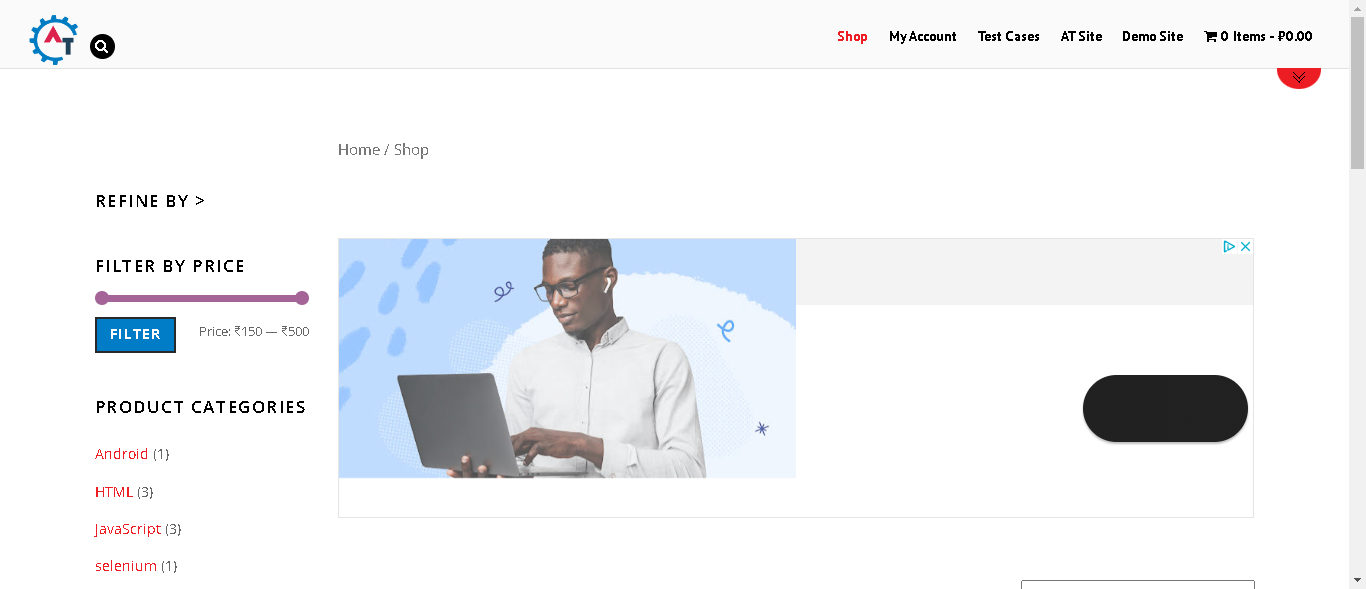 AT
Shop
My Account
Test Cases
AT Site
Demo Site
0 Items - ₽0.00
Home / Shop
REFINE BY >
FILTER BY PRICE
FILTER
Price: ₹150 — ₹500
PRODUCT CATEGORIES
Android (1)
HTML (3)
JavaScript (3)
selenium (1)